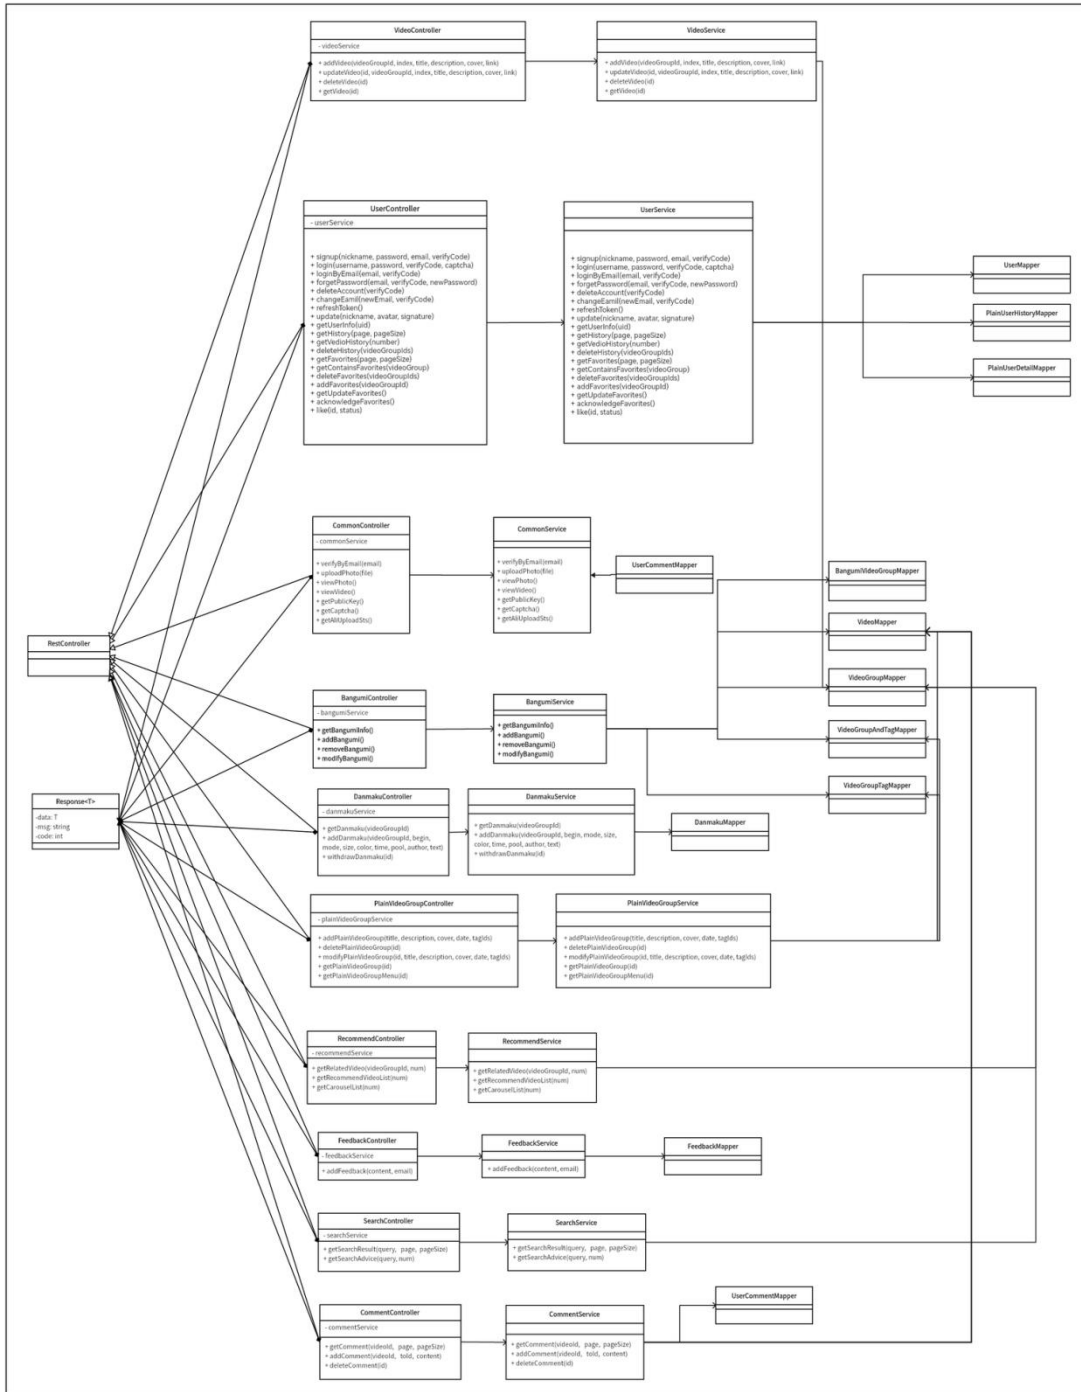 VideoController
- videoService
+ addVideo(videoGroupId, index, title, description, cover, link)
+ updateVideo(id, videoGroupId, index, title, description, cover, link)
+ deleteVideo(id)
+ getVideo(id)
VideoService
+ addVideo(videoGroupId, index, title, description, cover, link)
+ updateVideo(id, videoGroupId, index, title, description, cover, link)
+ deleteVideo(id)
+ getVideo(id)
UserController
- userService
+ signup(nickname, password, email, verifyCode)
+ login(username, password, verifyCode, captcha)
+ loginByEmail(email, verifyCode)
+ forgetPassword(email, verifyCode, newPassword)
+ deleteAccount(verifyCode)
+ changeEamil(newEmail, verifyCode)
+ refreshToken()
+ update(nickname, avatar, signature)
+ getUserInfo(uid)
+ getHistory(page, pageSize)
+ getVedioHistory(number)
+ deleteHistory(videoGroupIds)
+ getFavorites(page, pageSize)
+ getContainsFavorites(videoGroup)
+ deleteFavorites(videoGroupIds)
+ addFavorites(videoGroupId)
+ getUpdateFavorites()
+ acknowledgeFavorites()
+ like(id, status)
UserService
+ signup(nickname, password, email, verifyCode)
+ login(username, password, verifyCode, captcha)
+ loginByEmail(email, verifyCode)
+ forgetPassword(email, verifyCode, newPassword)
+ deleteAccount(verifyCode)
+ changeEamil(newEmail, verifyCode)
+ refreshToken()
+ update(nickname, avatar, signature)
+ getUserInfo(uid)
+ getHistory(page, pageSize)
+ getVedioHistory(number)
+ deleteHistory(videoGroupIds)
+ getFavorites(page, pageSize)
+ getContainsFavorites(videoGroup)
+ deleteFavorites(videoGroupIds)
+ addFavorites(videoGroupId)
+ getUpdateFavorites()
+ acknowledgeFavorites()
+ like(id, status)
UserMapper
PlainUserHistoryMapper
PlainUserDetailMapper
CommonController
- commonService
+ verifyByEmail(email)
+ uploadPhoto(file)
+ viewPhoto()
+ viewVideo()
+ getPublicKey()
+ getCaptcha()
+ getAliUploadSts()
CommonService
+ verifyByEmail(email)
+ uploadPhoto(file)
+ viewPhoto()
+ viewVideo()
+ getPublicKey()
+ getCaptcha()
+ getAliUploadSts()
UserCommentMapper
BangumiVideoGroupMapper
VideoMapper
VideoGroupMapper
VideoGroupAndTagMapper
VideoGroupTagMapper
RestController
BangumiController
- bangumiService
+ getBangumiInfo()
+ addBangumi()
+ removeBangumi()
+ modifyBangumi()
BangumiService
+ getBangumiInfo()
+ addBangumi()
+ removeBangumi()
+ modifyBangumi()
Response<T>
-data: T
-msg: string
-code: int
DanmakuController
- danmakuService
+ getDanmaku(videoGroupId)
+ addDanmaku(videoGroupId, begin,
mode, size, color, time, pool, author, text)
+ withdrawDanmaku(id)
DanmakuService
+ getDanmaku(videoGroupId)
+ addDanmaku(videoGroupId, begin, mode, size,
color, time, pool, author, text)
+ withdrawDanmaku(id)
DanmakuMapper
PlainVideoGroupController
- plainVideoGroupService
+ addPlainVideoGroup(title, description, cover, date, tagIds)
+ deletePlainVideoGroup(id)
+ modifyPlainVideoGroup(id, title, description, cover, date, tagIds)
+ getPlainVideoGroup(id)
+ getPlainVideoGroupMenu(id)
PlainVideoGroupService
+ addPlainVideoGroup(title, description, cover, date, tagIds)
+ deletePlainVideoGroup(id)
+ modifyPlainVideoGroup(id, title, description, cover, date, tagIds)
+ getPlainVideoGroup(id)
+ getPlainVideoGroupMenu(id)
RecommendController
- recommendService
+ getRelatedVideo(videoGroupId, num)
+ getRecommendVideoList(num)
+ getCarouselList(num)
RecommendService
+ getRelatedVideo(videoGroupId, num)
+ getRecommendVideoList(num)
+ getCarouselList(num)
FeedbackController
- feedbackService
+ addFeedback(content, email)
FeedbackService
+ addFeedback(content, email)
FeedbackMapper
SearchController
- searchService
+ getSearchResult(query, page, pageSize)
+ getSearchAdvice(query, num)
SearchService
+ getSearchResult(query, page, pageSize)
+ getSearchAdvice(query, num)
UserCommentMapper
CommentController
- commentService
+ getComment(videoId, page, pageSize)
+ addComment(videoId, toId, content)
+ deleteComment(id)
CommentService
+ getComment(videoId, page, pageSize)
+ addComment(videoId, toId, content)
+ deleteComment(id)